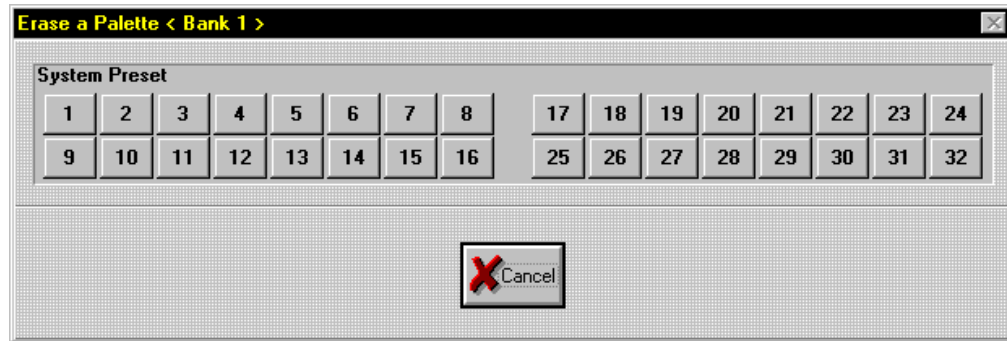 Erase a Palette < Bank 1 >
System Preset
1 2 3 4 5 6 7 8 17 18 19 20 21 22 23 24
9 10 11 12 13 14 15 16 25 26 27 28 29 30 31 32
Cancel